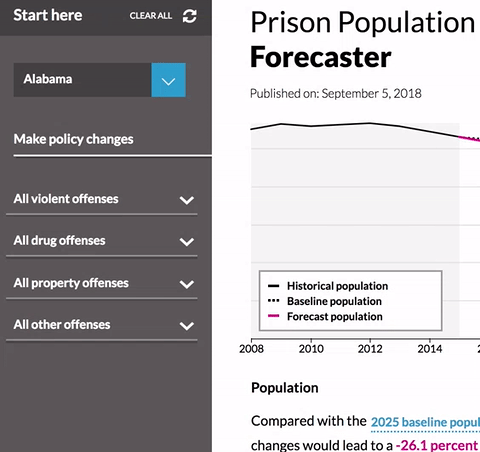 Start here
CLEAR ALL
Alabama
Make policy changes
All violent offenses
All drug offenses
All property offenses
All other offenses
Prison Population
Forecaster
Published on: September 5, 2018
Historical population
Baseline population
Forecast population
2008 2010 2012 2014
Population
Compared with the 2025 baseline
changes would lead to a -26.1 percent